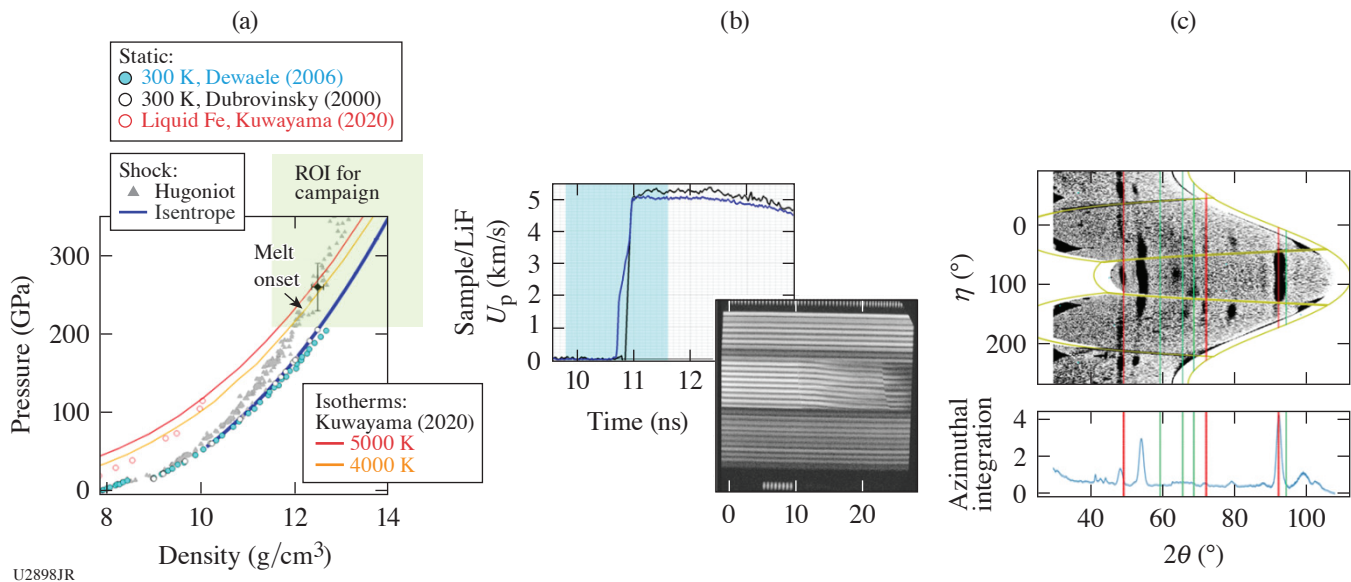 (a)
Static:
300 K, Dewaele (2006)
300 K, Dubrovinsky (2000)
Liquid Fe, Kuwayama (2020)
Shock:
Hugoniot
Isentrope
ROI for
campaign
Melt
onset
Isotherms:
Kuwayama (2020)
5000 K
4000 K
Pressure (GPa)
300
200
100
0
8
10
12
14
Density (g/cm³)
(b)
Sample/LiF
Uₚ (km/s)
5
4
3
2
1
0
10
11
12
Time (ns)
0
10
20
(c)
η (°)
0
100
200
Azimuthal
integration
4
2
0
40
60
80
100
2θ (°)
U2898JR